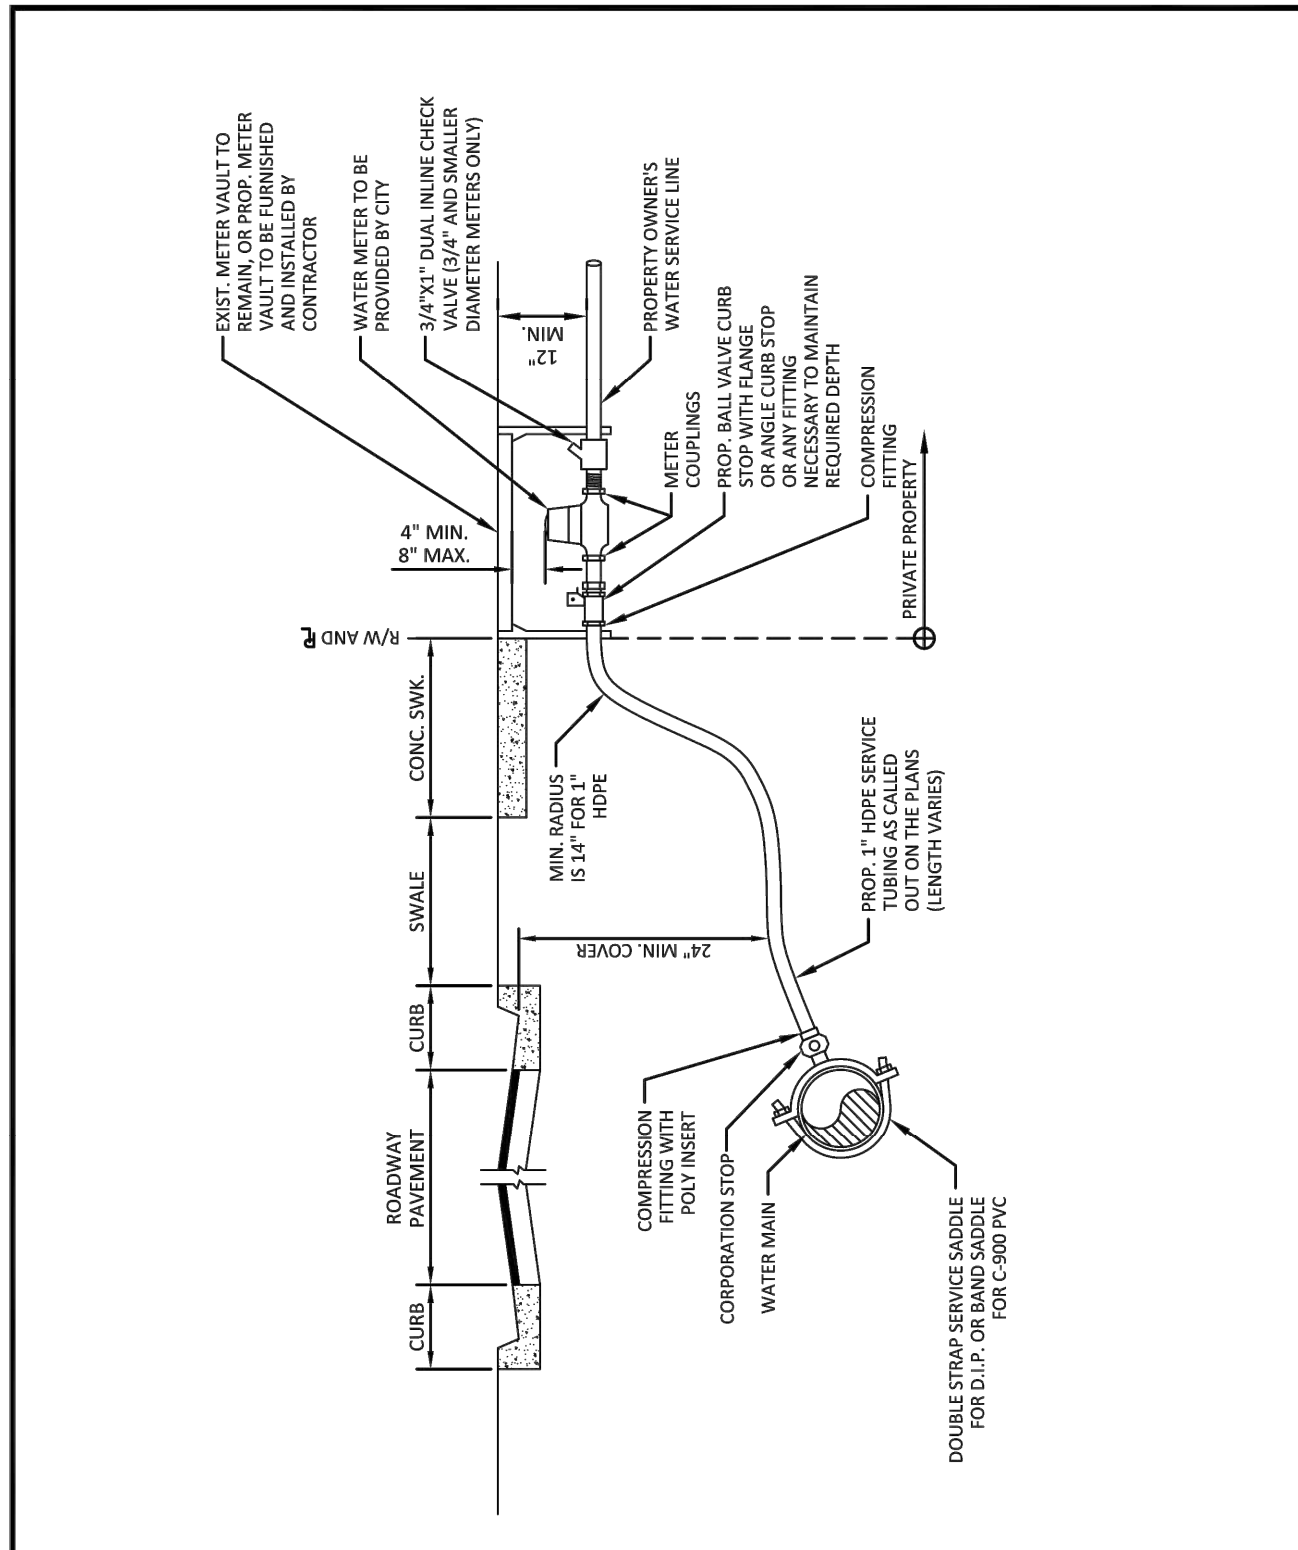 EXIST. METER VAULT TO
REMAIN, OR PROP. METER
VAULT TO BE FURNISHED
AND INSTALLED BY
CONTRACTOR
WATER METER TO BE
PROVIDED BY CITY
3/4"X1" DUAL INLINE CHECK
VALVE (3/4" AND SMALLER
DIAMETER METERS ONLY)
12"
MIN.
PROPERTY OWNER'S
WATER SERVICE LINE
4" MIN.
8" MAX.
METER
COUPLINGS
PROP. BALL VALVE CURB
STOP WITH FLANGE
OR ANGLE CURB STOP
OR ANY FITTING
NECESSARY TO MAINTAIN
REQUIRED DEPTH
COMPRESSION
FITTING
PRIVATE PROPERTY
R/W AND PL
CONC. SWK.
SWALE
CURB
ROADWAY
PAVEMENT
CURB
MIN. RADIUS
IS 14" FOR 1"
HDPE
24" MIN. COVER
PROP. 1" HDPE SERVICE
TUBING AS CALLED
OUT ON THE PLANS
(LENGTH VARIES)
COMPRESSION
FITTING WITH
POLY INSERT
CORPORATION STOP
WATER MAIN
DOUBLE STRAP SERVICE SADDLE
FOR D.I.P. OR BAND SADDLE
FOR C-900 PVC